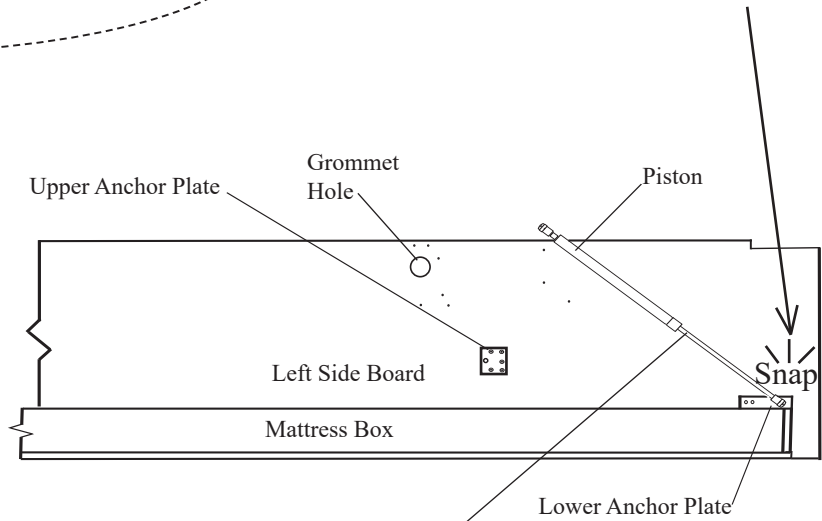 Grommet
Hole
Upper Anchor Plate
Piston
Snap
Left Side Board
Mattress Box
Lower Anchor Plate